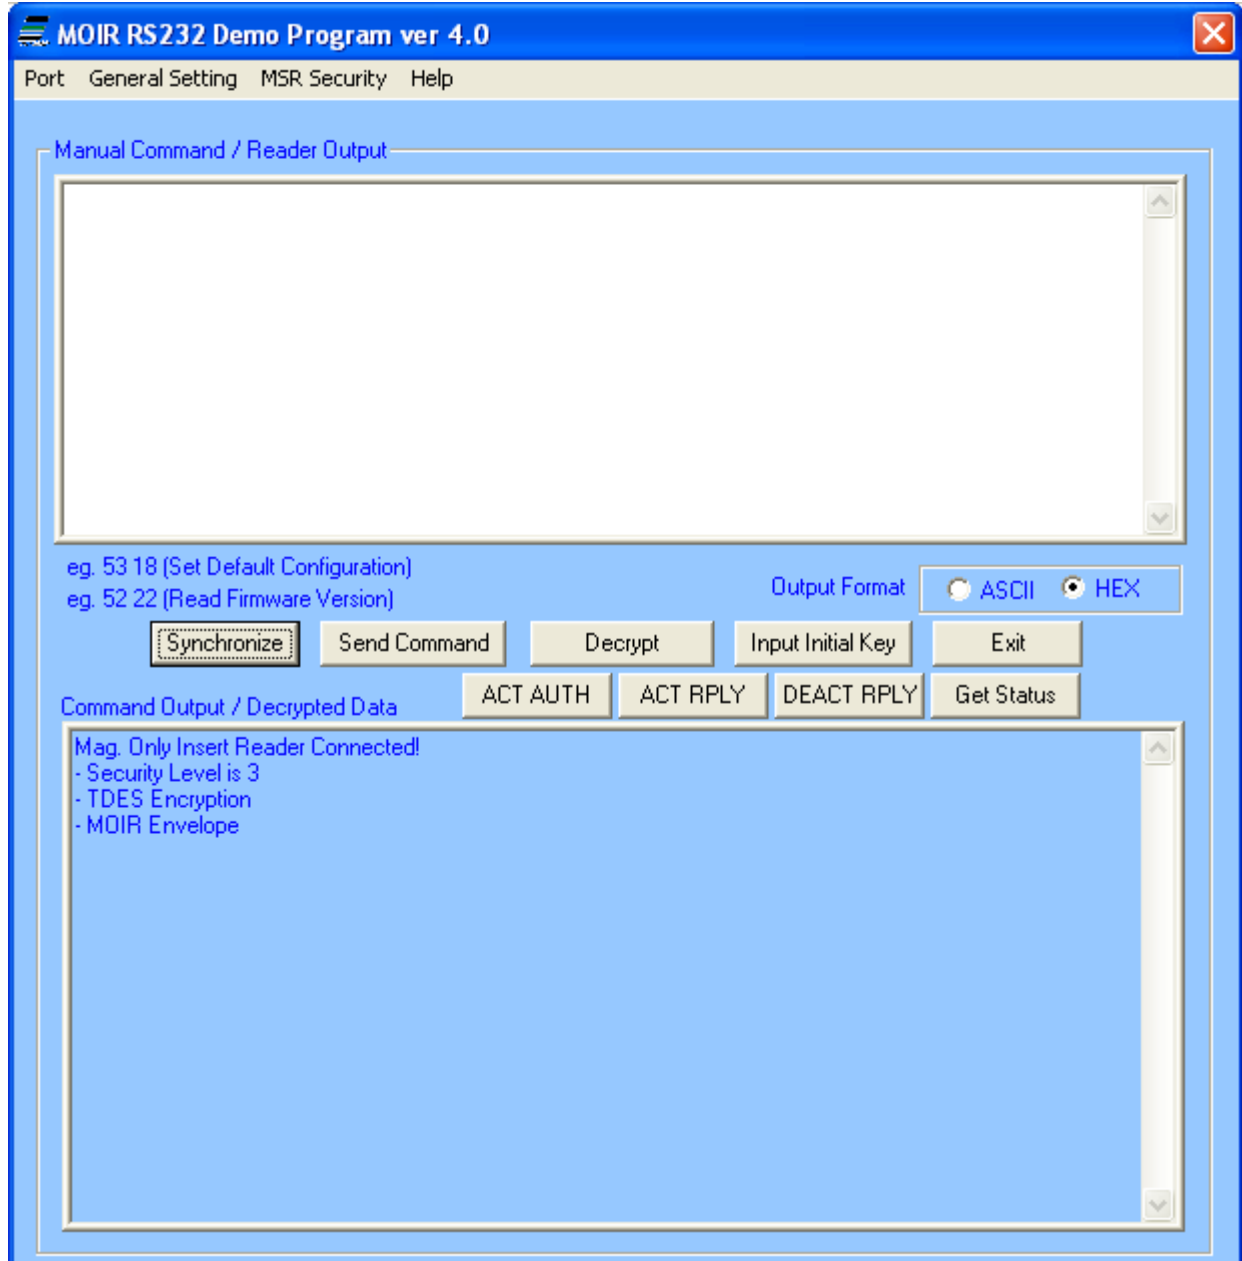 MOIR RS232 Demo Program ver 4.0
Port General Setting MSR Security Help
Manual Command / Reader Output
eg. 53 18 (Set Default Configuration)
eg. 52 22 (Read Firmware Version)
Output Format ASCII HEX
Synchronize Send Command Decrypt Input Initial Key Exit
ACT AUTH ACT RPLY DEACT RPLY Get Status
Command Output / Decrypted Data
Mag. Only Insert Reader Connected!
- Security Level is 3
- TDES Encryption
- MOIR Envelope